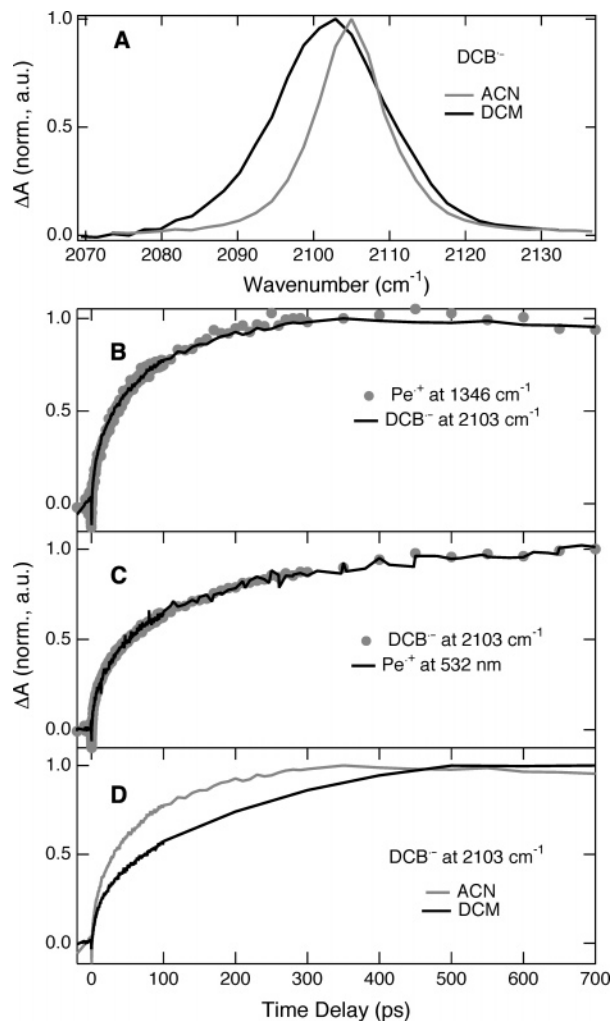 1.0
A
DCB·-
ACN
DCM
ΔA (norm., a.u.)
0.5
0.0
2070 2080 2090 2100 2110 2120 2130
Wavenumber (cm-1)
1.0
B
Pe·+ at 1346 cm-1
DCB·- at 2103 cm-1
0.5
0.0
1.0
C
DCB·- at 2103 cm-1
Pe·+ at 532 nm
ΔA (norm., a.u.)
0.5
0.0
1.0
D
DCB·- at 2103 cm-1
ACN
DCM
0.5
0.0
0 100 200 300 400 500 600 700
Time Delay (ps)